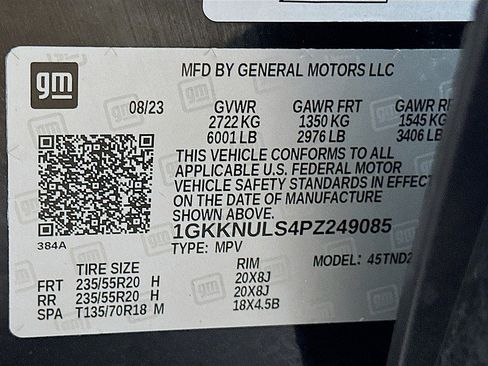 gm
MFD BY GENERAL MOTORS LLC
08/23 GVWR GAWR FRT GAWR
2722 KG 1350 KG 1545 KG
6001 LB 2976 LB 3406 LB
THIS VEHICLE CONFORMS TO ALL
APPLICABLE U.S. FEDERAL MOTOR
VEHICLE SAFETY STANDARDS IN EFFECT
ON THE DATE OF MANUFACTURE
SHOWN ABOVE.
1GKKNULS4PZ249085
384A
TYPE: MPV MODEL: 45TND2
TIRE SIZE RIM
FRT 235/55R20 H 20X8J
RR 235/55R20 H 20X8J
SPA T135/70R18 M 18X4.5B